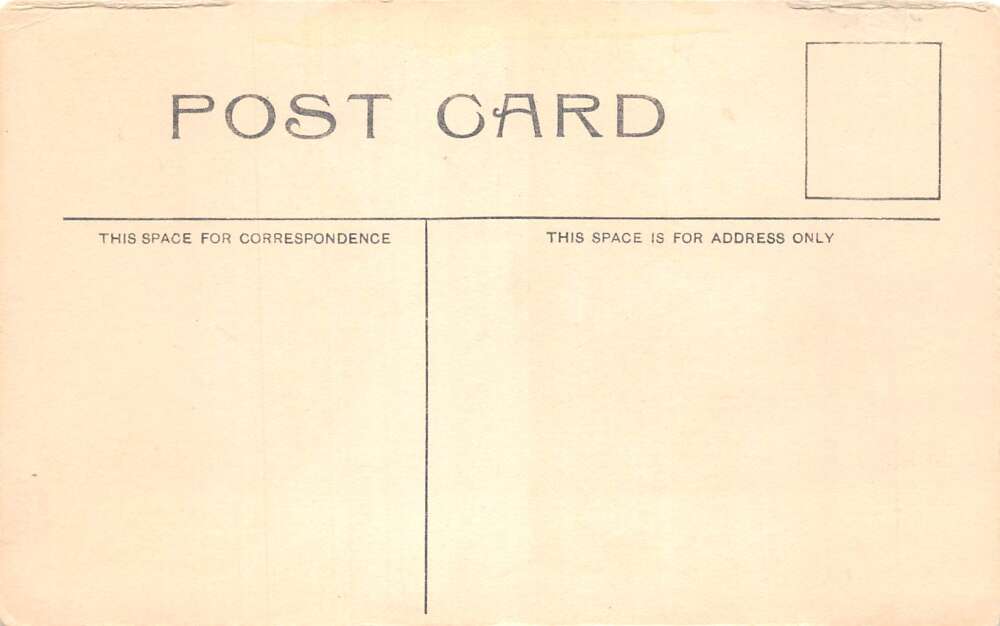 POST CARD
THIS SPACE FOR CORRESPONDENCE
THIS SPACE IS FOR ADDRESS ONLY